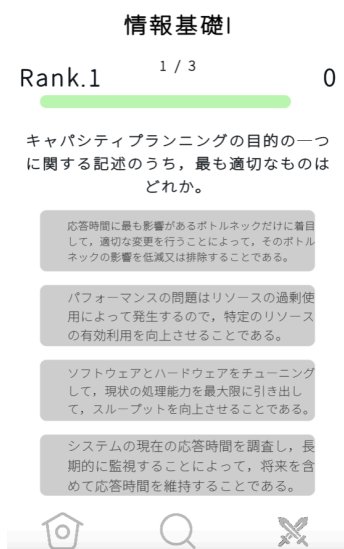 情報基礎Ⅰ
1 / 3
Rank.1
0
キャパシティプランニングの目的の一つ
に関する記述のうち，最も適切なものは
どれか。
応答時間に最も影響があるボトルネックだけに着目
して，適切な変更を行うことによって，そのボトル
ネックの影響を低減又は排除することである。
パフォーマンスの問題はリソースの過剰使
用によって発生するので，特定のリソース
の有効利用を向上させることである。
ソフトウェアとハードウェアをチューニング
して，現状の処理能力を最大限に引き出し
て，スループットを向上させることである。
システムの現在の応答時間を調査し，長
期的に監視することによって，将来を含
めて応答時間を維持することである。